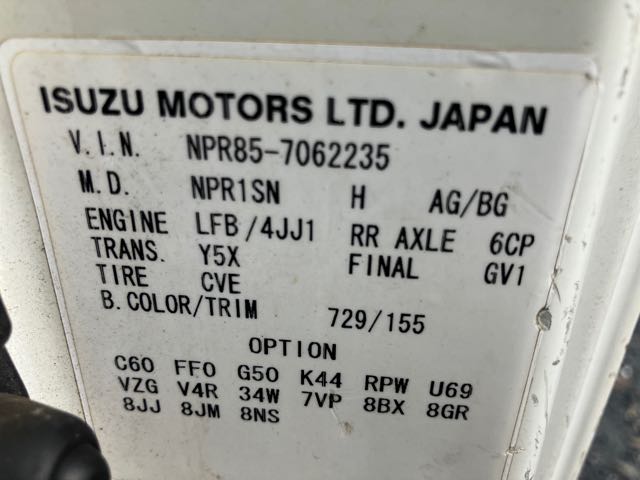 ISUZU MOTORS LTD. JAPAN
V.I.N. NPR85-7062235
M.D. NPR1SN H AG/BG
ENGINE LFB/4JJ1 RR AXLE 6CP
TRANS. Y5X FINAL GV1
TIRE CVE
B.COLOR/TRIM 729/155
OPTION
C60 FF0 G50 K44 RPW U69
VZG V4R 34W 7VP 8BX 8GR
8JJ 8JM 8NS